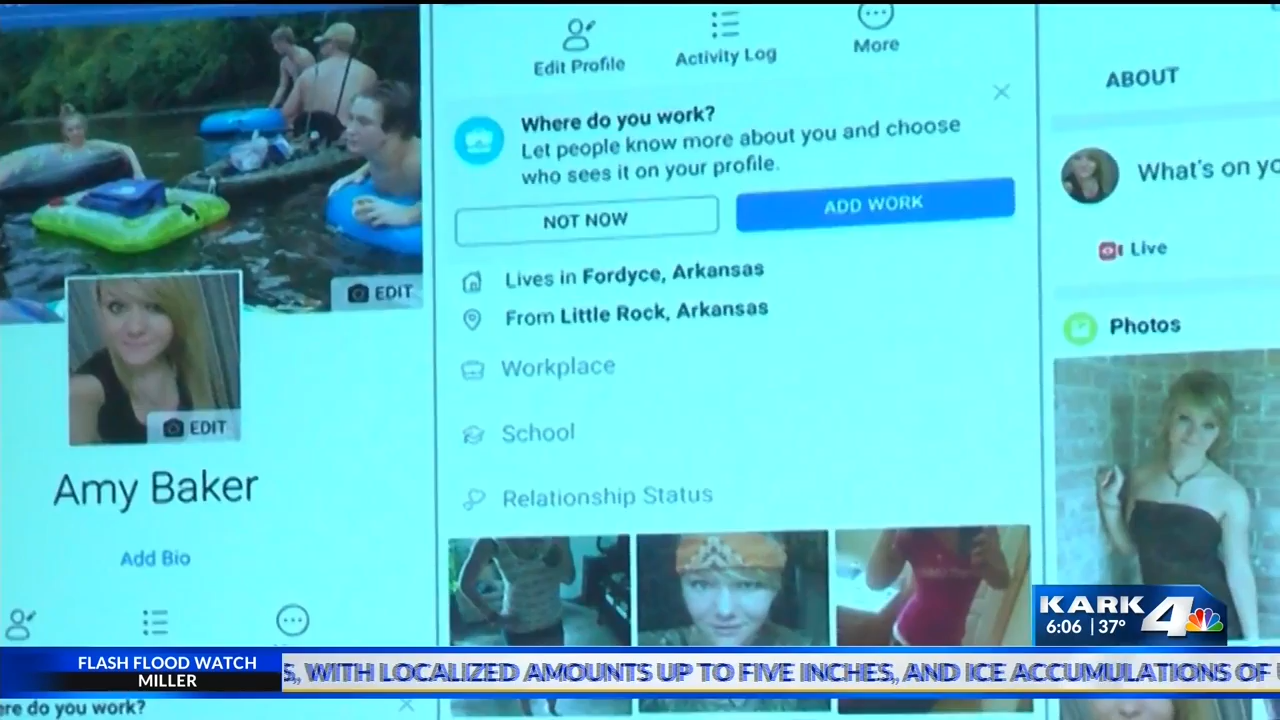 EDIT
EDIT
Amy Baker
Add Bio
Edit Profile
Activity Log
More
Where do you work?
Let people know more about you and choose
who sees it on your profile.
NOT NOW
ADD WORK
Lives in Fordyce, Arkansas
From Little Rock, Arkansas
Workplace
School
Relationship Status
ABOUT
What's on yo
Live
Photos
KARK 4
6:06 | 37°
FLASH FLOOD WATCH
MILLER
S, WITH LOCALIZED AMOUNTS UP TO FIVE INCHES, AND ICE ACCUMULATIONS OF
ere do you work?